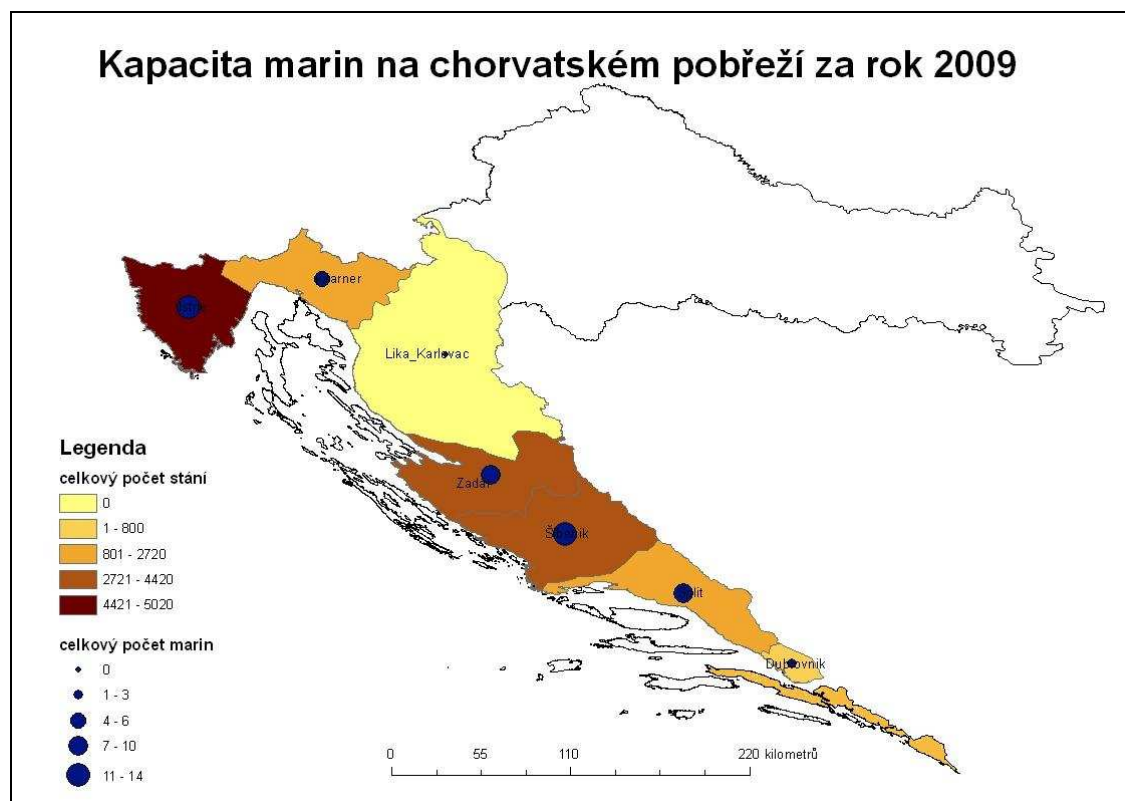 Kapacita marin na chorvatském pobřeží za rok 2009
Lika_Karlovac
Zadar
Dubrovnik
Legenda
celkový počet stání
0
1 - 800
801 - 2720
2721 - 4420
4421 - 5020
celkový počet marin
0
1 - 3
4 - 6
7 - 10
11 - 14
0 55 110 220 kilometrů